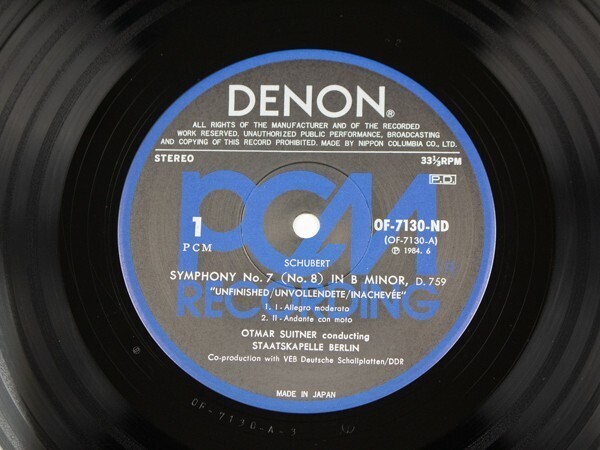 DENON®
ALL RIGHTS OF THE MANUFACTURER AND OF THE RECORDED
WORK RESERVED. UNAUTHORIZED PUBLIC PERFORMANCE, BROADCASTING
AND COPYING OF THIS RECORD PROHIBITED. MADE BY NIPPON COLUMBIA CO., LTD.
STEREO 33⅓RPM
P.D.
PCM
RECORDING
1 OF-7130-ND
PCM (OF-7130-A)
℗ 1984. 6
SCHUBERT
SYMPHONY No. 7 (No. 8) IN B MINOR, D. 759
"UNFINISHED/UNVOLLENDETE/INACHEVÉE"
1. I - Allegro moderato
2. II - Andante con moto
OTMAR SUITNER conducting
STAATSKAPELLE BERLIN
Co-production with VEB Deutsche Schallplatten/DDR
MADE IN JAPAN
OF-7130-A-3